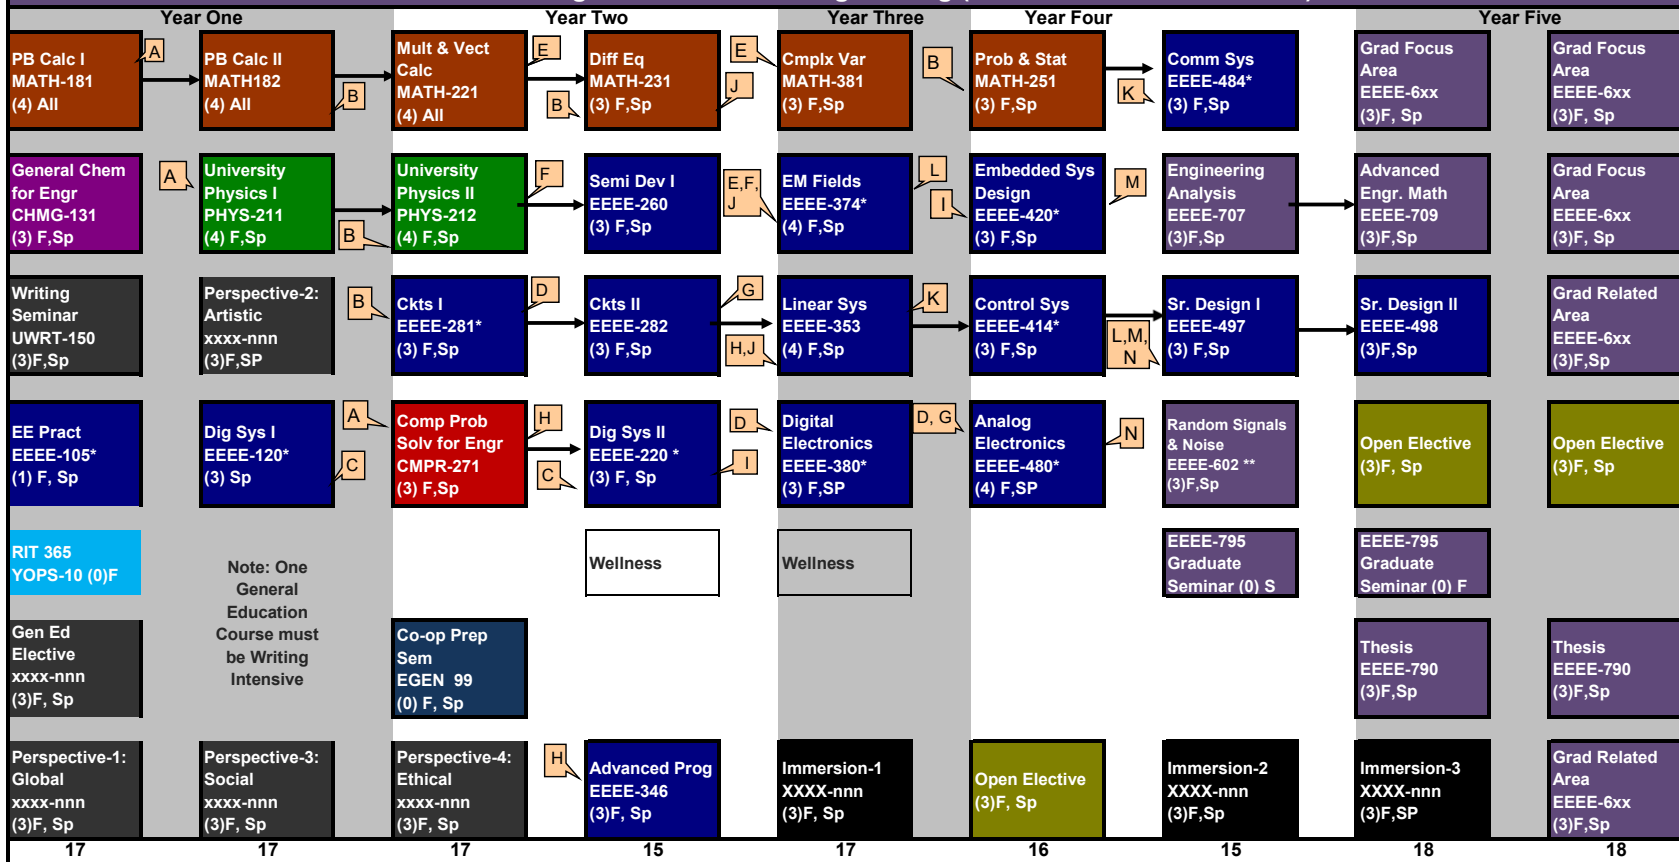 Year One
Year Two
Year Three
Year Four
Year Five
PB Calc I
MATH-181
(4) All
A
PB Calc II
MATH182
(4) All
B
Mult & Vect
Calc
MATH-221
(4) All
E
B
Diff Eq
MATH-231
(3) F,Sp
J
E
Cmplx Var
MATH-381
(3) F,Sp
B
Prob & Stat
MATH-251
(3) F,Sp
K
Comm Sys
EEEE-484*
(3) F,Sp
Grad Focus
Area
EEEE-6xx
(3)F, Sp
Grad Focus
Area
EEEE-6xx
(3)F, Sp
General Chem
for Engr
CHMG-131
(3) F,Sp
A
University
Physics I
PHYS-211
(4) F,Sp
B
University
Physics II
PHYS-212
(4) F,Sp
F
Semi Dev I
EEEE-260
(3) F,Sp
E,F,
J
EM Fields
EEEE-374*
(4) F,Sp
L
I
Embedded Sys
Design
EEEE-420*
(3) F,Sp
M
Engineering
Analysis
EEEE-707
(3)F,Sp
Advanced
Engr. Math
EEEE-709
(3)F,Sp
Grad Focus
Area
EEEE-6xx
(3)F, Sp
Writing
Seminar
UWRT-150
(3)F,Sp
Perspective-2:
Artistic
xxxx-nnn
(3)F,SP
B
Ckts I
EEEE-281*
(3) F,Sp
D
Ckts II
EEEE-282
(3) F,Sp
G
H,J
Linear Sys
EEEE-353
(4) F,Sp
K
Control Sys
EEEE-414*
(3) F,Sp
L,M,
N
Sr. Design I
EEEE-497
(3) F,Sp
Sr. Design II
EEEE-498
(3)F,Sp
Grad Related
Area
EEEE-6xx
(3)F,Sp
EE Pract
EEEE-105*
(1) F, Sp
Dig Sys I
EEEE-120*
(3) Sp
A
C
Comp Prob
Solv for Engr
CMPR-271
(3) F,Sp
H
C
Dig Sys II
EEEE-220 *
(3) F, Sp
D
I
Digital
Electronics
EEEE-380*
(3) F,SP
D, G
Analog
Electronics
EEEE-480*
(4) F,SP
N
Random Signals
& Noise
EEEE-602 **
(3)F,Sp
Open Elective
(3)F, Sp
Open Elective
(3)F, Sp
RIT 365
YOPS-10 (0)F
Note: One
General
Education
Course must
be Writing
Intensive
Wellness
Wellness
EEEE-795
Graduate
Seminar (0) S
EEEE-795
Graduate
Seminar (0) F
Gen Ed
Elective
xxxx-nnn
(3)F, Sp
Co-op Prep
Sem
EGEN 99
(0) F, Sp
Thesis
EEEE-790
(3)F,Sp
Thesis
EEEE-790
(3)F,Sp
Perspective-1:
Global
xxxx-nnn
(3)F, Sp
Perspective-3:
Social
xxxx-nnn
(3)F, Sp
Perspective-4:
Ethical
xxxx-nnn
(3)F, Sp
H
Advanced Prog
EEEE-346
(3)F, Sp
Immersion-1
XXXX-nnn
(3)F, Sp
Open Elective
(3)F, Sp
Immersion-2
XXXX-nnn
(3)F,Sp
Immersion-3
XXXX-nnn
(3)F,SP
Grad Related
Area
EEEE-6xx
(3)F,Sp
17
17
17
15
17
16
15
18
18